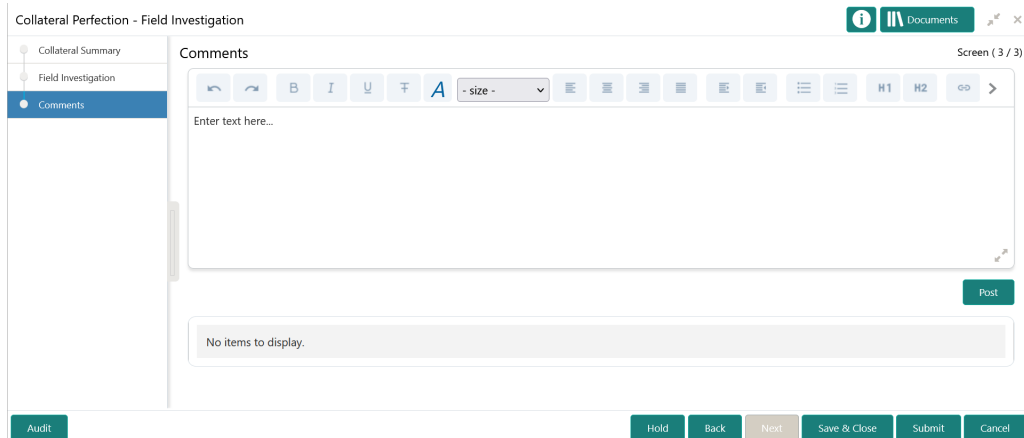 Collateral Perfection - Field Investigation
i Documents
Collateral Summary
Field Investigation
Comments
Comments
Screen ( 3 / 3)
B I U T A - size - H1 H2
Enter text here...
Post
No items to display.
Audit Hold Back Next Save & Close Submit Cancel